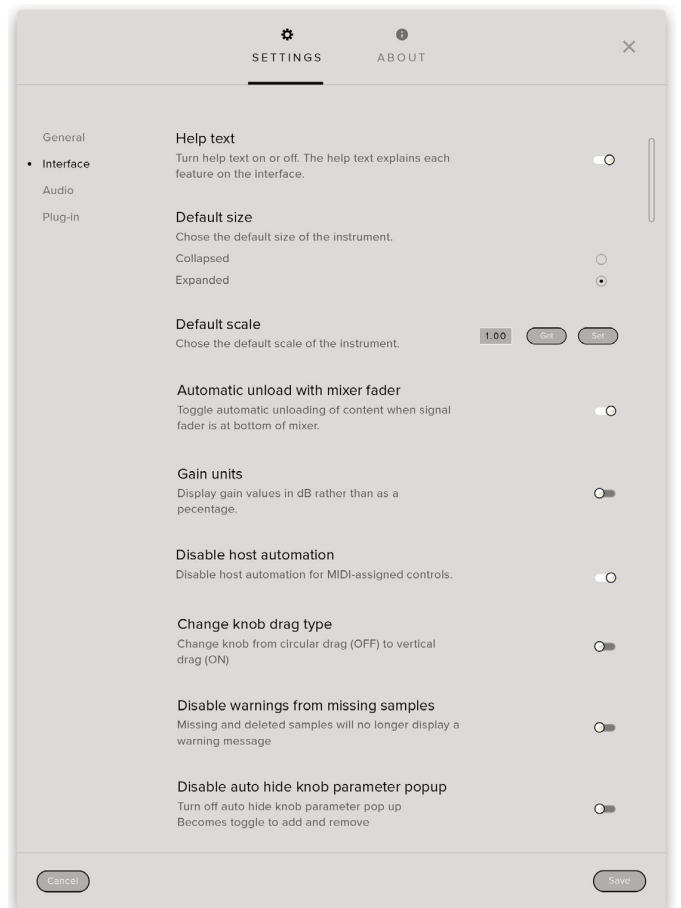 SETTINGS
ABOUT
General
Interface
Audio
Plug-in
Help text
Turn help text on or off. The help text explains each
feature on the interface.
Default size
Chose the default size of the instrument.
Collapsed
Expanded
Default scale
Chose the default scale of the instrument.
1.00
Get
Set
Automatic unload with mixer fader
Toggle automatic unloading of content when signal
fader is at bottom of mixer.
Gain units
Display gain values in dB rather than as a
pecentage.
Disable host automation
Disable host automation for MIDI-assigned controls.
Change knob drag type
Change knob from circular drag (OFF) to vertical
drag (ON)
Disable warnings from missing samples
Missing and deleted samples will no longer display a
warning message
Disable auto hide knob parameter popup
Turn off auto hide knob parameter pop up
Becomes toggle to add and remove
Cancel
Save